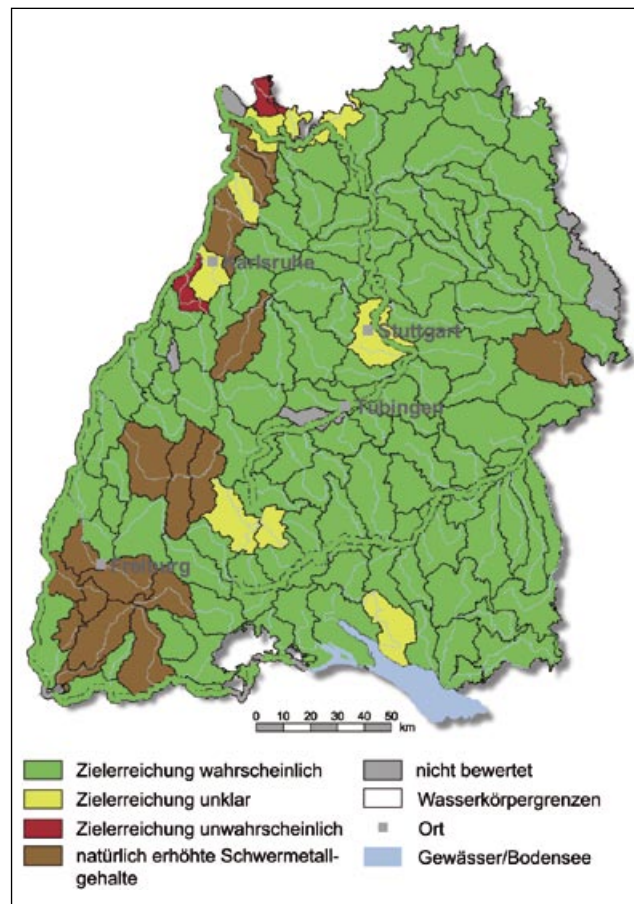 Karlsruhe
Stuttgart
Tübingen
Freiburg
0 10 20 30 40 50
km
Zielerreichung wahrscheinlich
Zielerreichung unklar
Zielerreichung unwahrscheinlich
natürlich erhöhte Schwermetall-
gehalte
nicht bewertet
Wasserkörpergrenzen
Ort
Gewässer/Bodensee